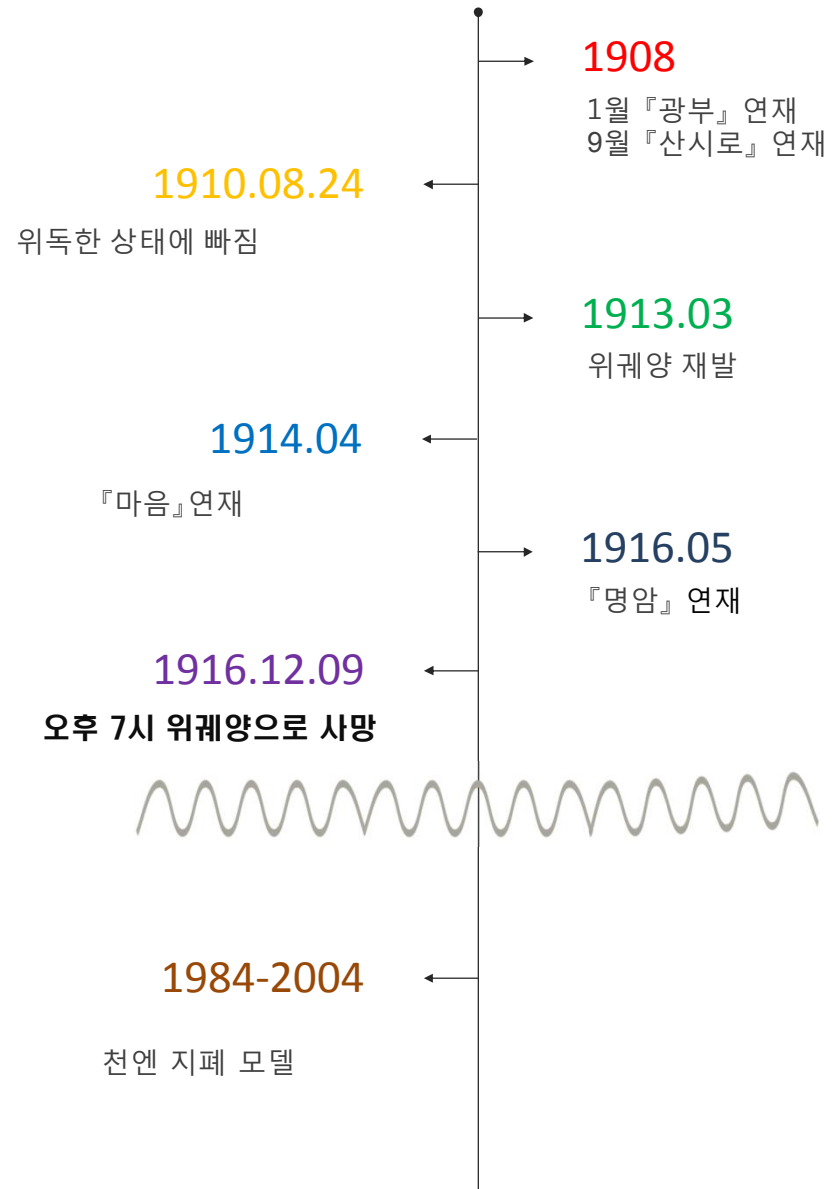 1908
1월 『광부』 연재
9월 『산시로』 연재
1910.08.24
위독한 상태에 빠짐
1913.03
위궤양 재발
1914.04
『마음』연재
1916.05
『명암』 연재
1916.12.09
오후 7시 위궤양으로 사망
1984-2004
천엔 지폐 모델